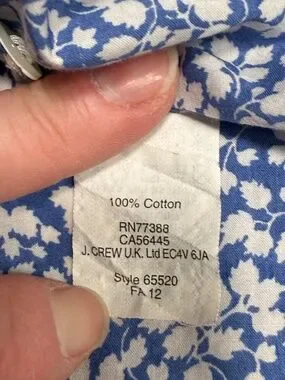 100% Cotton
RN77388
CA56445
J.CREW U.K. Ltd EC4V 6JA
Style 65520
FA 12